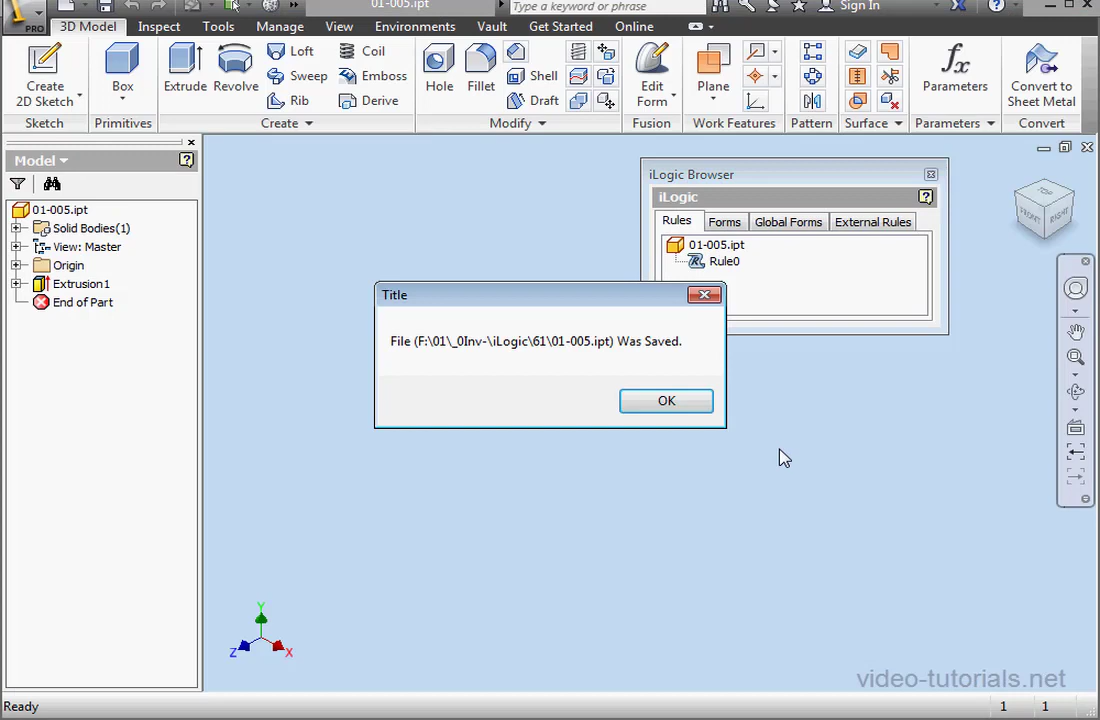 01-005.ipt
Type a keyword or phrase
Sign In
PRO
3D Model
Inspect
Tools
Manage
View
Environments
Vault
Get Started
Online
Create
2D Sketch
Sketch
Box
Primitives
Extrude
Revolve
Loft
Sweep
Rib
Coil
Emboss
Derive
Create
Hole
Fillet
Shell
Draft
Modify
Edit
Form
Fusion
Plane
Work Features
Pattern
Surface
fx
Parameters
Parameters
Convert to
Sheet Metal
Convert
Model
01-005.ipt
Solid Bodies(1)
View: Master
Origin
Extrusion1
End of Part
iLogic Browser
iLogic
Rules
Forms
Global Forms
External Rules
01-005.ipt
Rule0
TOP
FRONT
RIGHT
Title
File (F:\01\_0Inv-\iLogic\61\01-005.ipt) Was Saved.
OK
Y
Z
X
video-tutorials.net
Ready
1
1